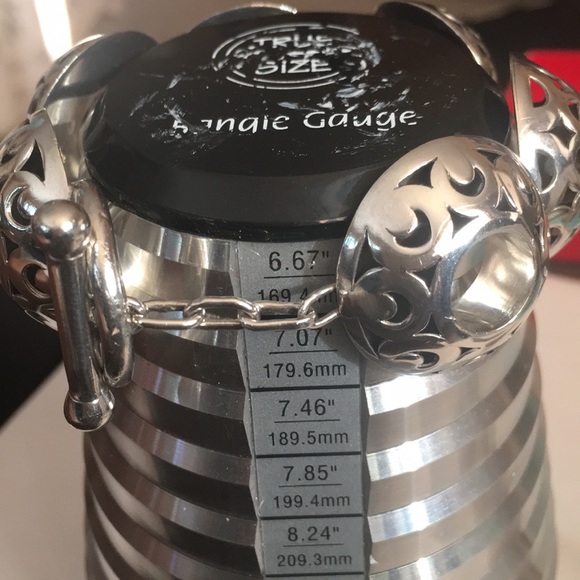 TRUE
SIZE
Bangle Gauge
6.67"
169.4
7.07"
179.6mm
7.46"
189.5mm
7.85"
199.4mm
8.24"
209.3mm